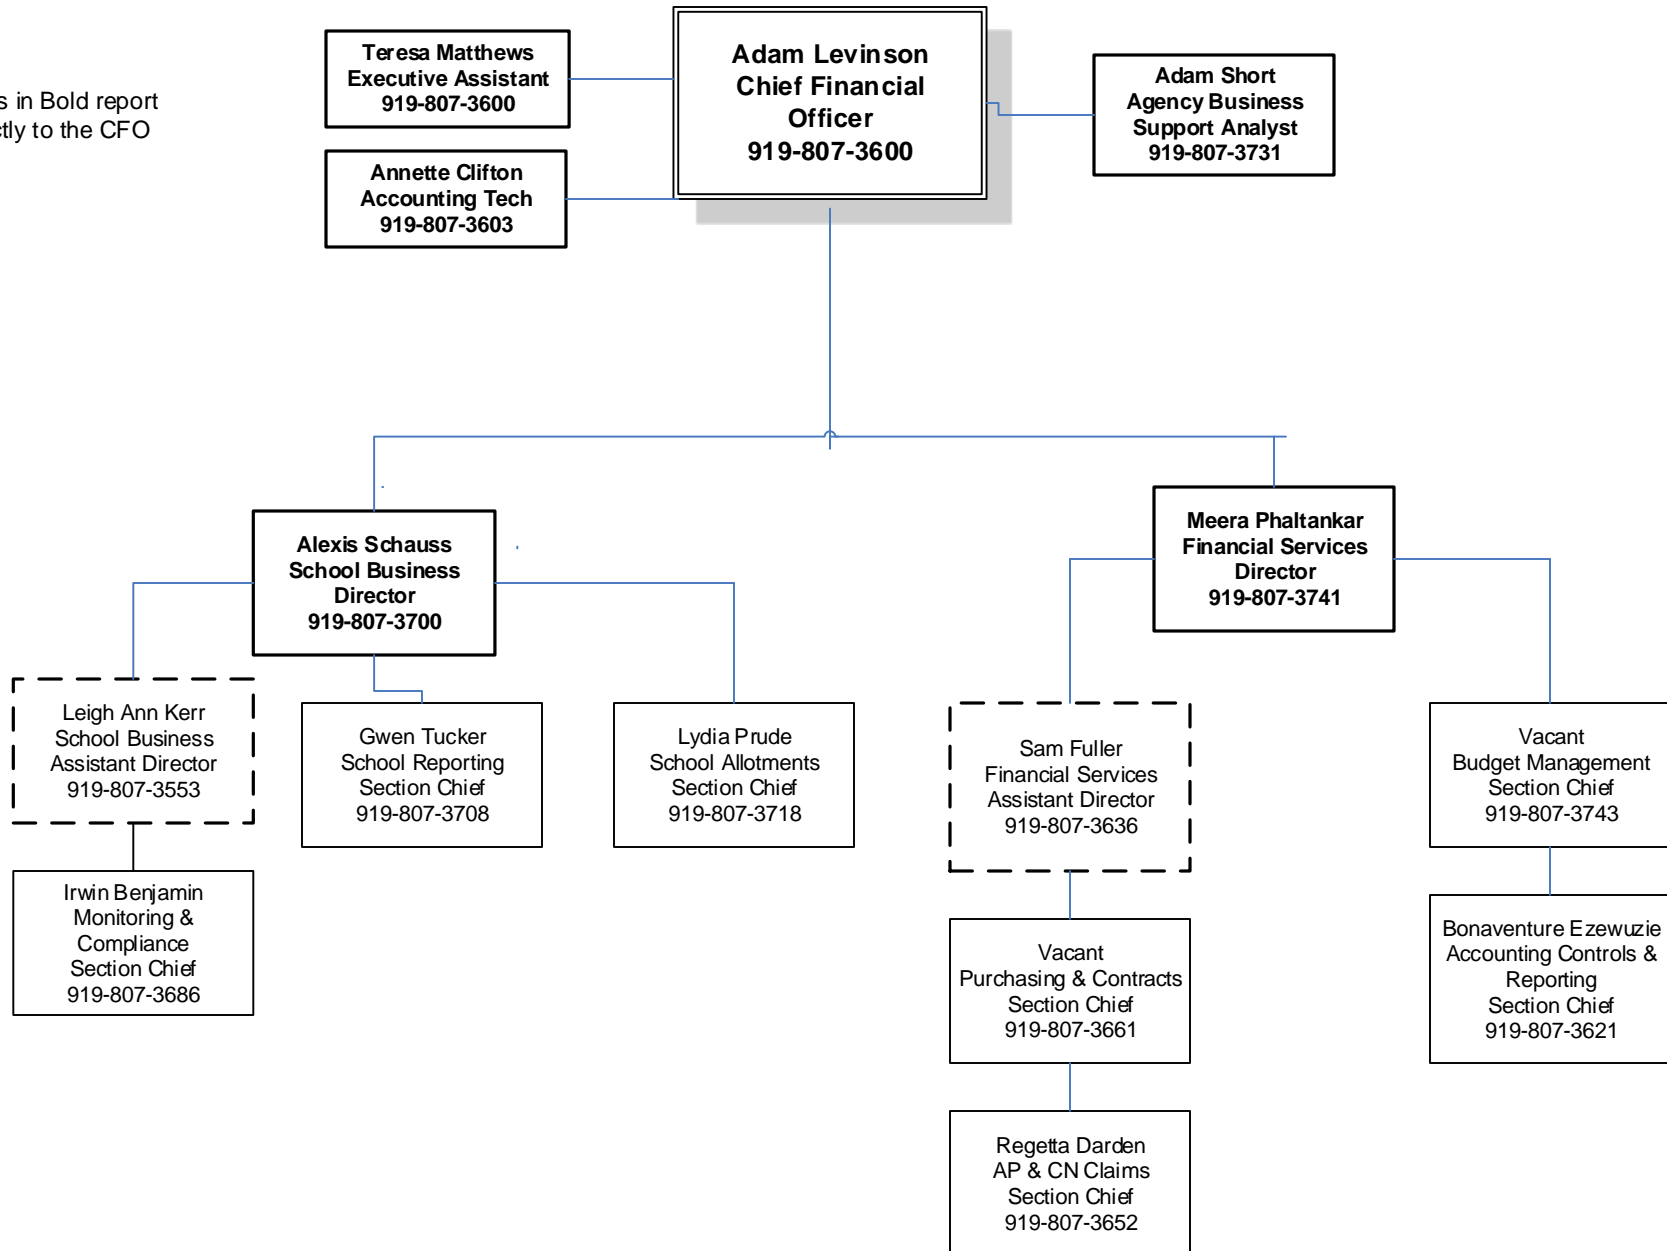 s in Bold report
tly to the CFO
Teresa Matthews
Executive Assistant
919-807-3600
Annette Clifton
Accounting Tech
919-807-3603
Adam Levinson
Chief Financial
Officer
919-807-3600
Adam Short
Agency Business
Support Analyst
919-807-3731
Alexis Schauss
School Business
Director
919-807-3700
Meera Phaltankar
Financial Services
Director
919-807-3741
Leigh Ann Kerr
School Business
Assistant Director
919-807-3553
Gwen Tucker
School Reporting
Section Chief
919-807-3708
Lydia Prude
School Allotments
Section Chief
919-807-3718
Sam Fuller
Financial Services
Assistant Director
919-807-3636
Vacant
Budget Management
Section Chief
919-807-3743
Irwin Benjamin
Monitoring &
Compliance
Section Chief
919-807-3686
Vacant
Purchasing & Contracts
Section Chief
919-807-3661
Bonaventure Ezewuzie
Accounting Controls &
Reporting
Section Chief
919-807-3621
Regetta Darden
AP & CN Claims
Section Chief
919-807-3652